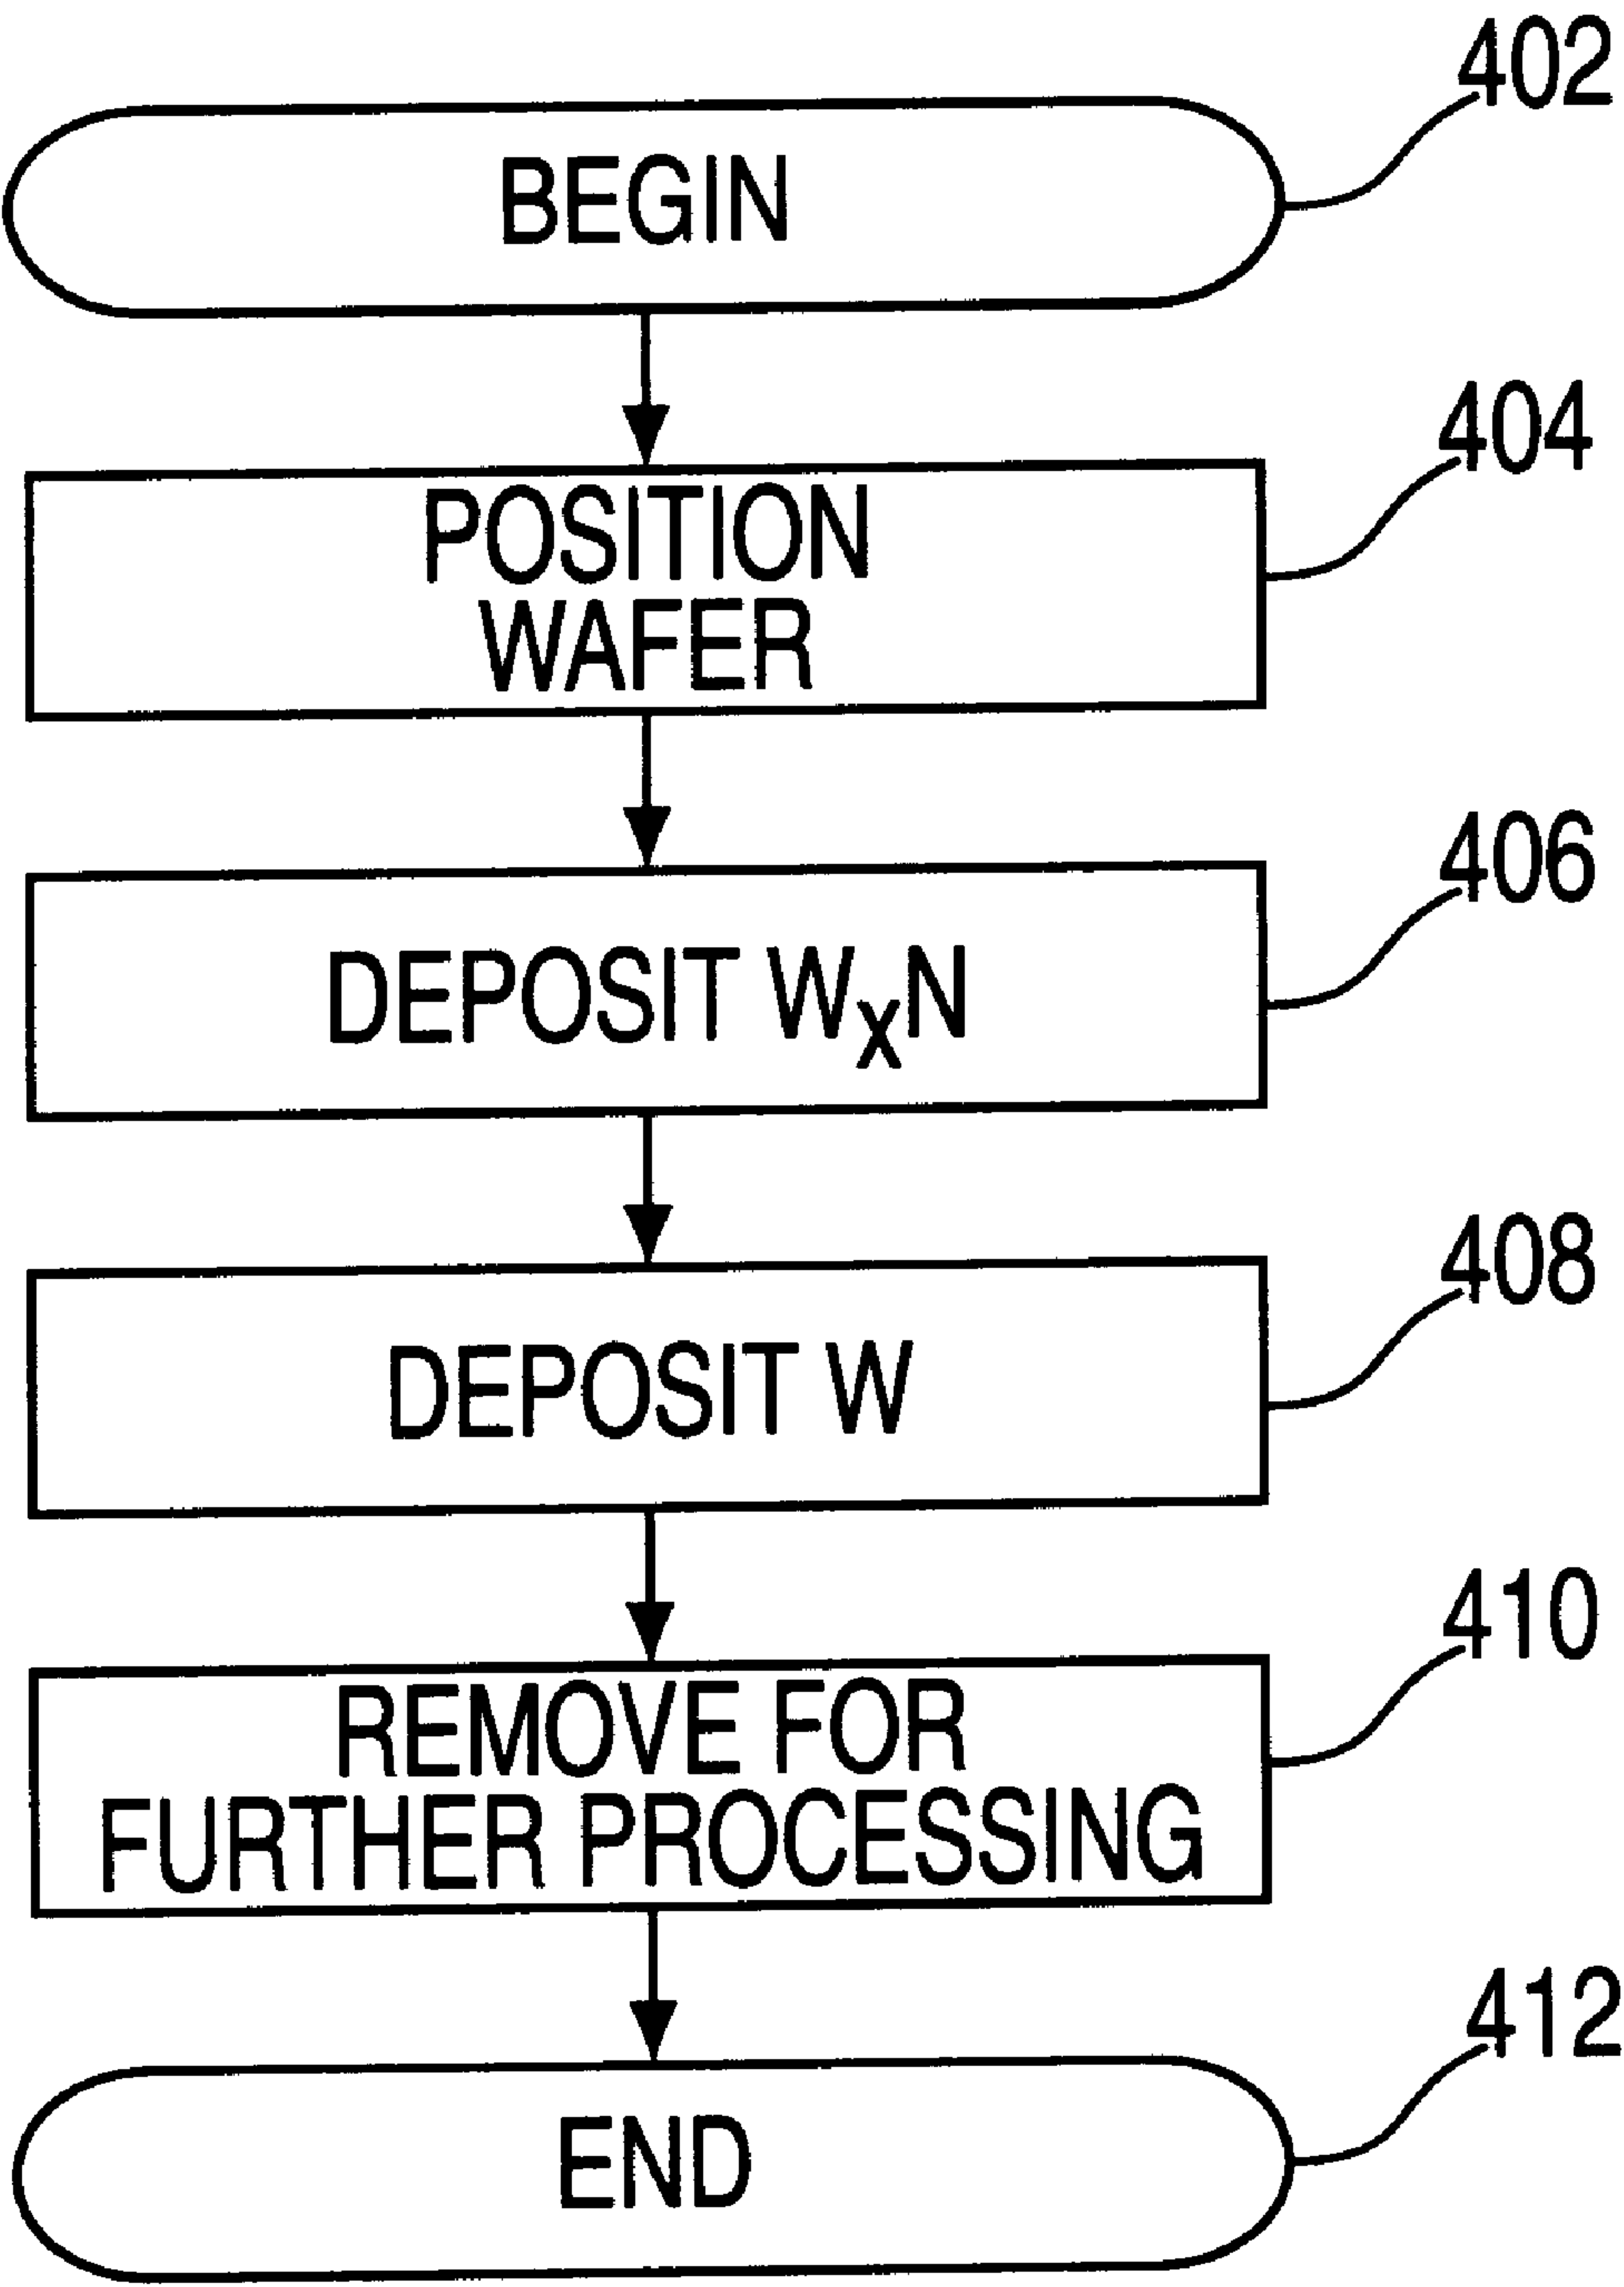 402
BEGIN
404
POSITION
WAFER
406
DEPOSIT WₓN
408
DEPOSIT W
410
REMOVE FOR
FURTHER PROCESSING
412
END